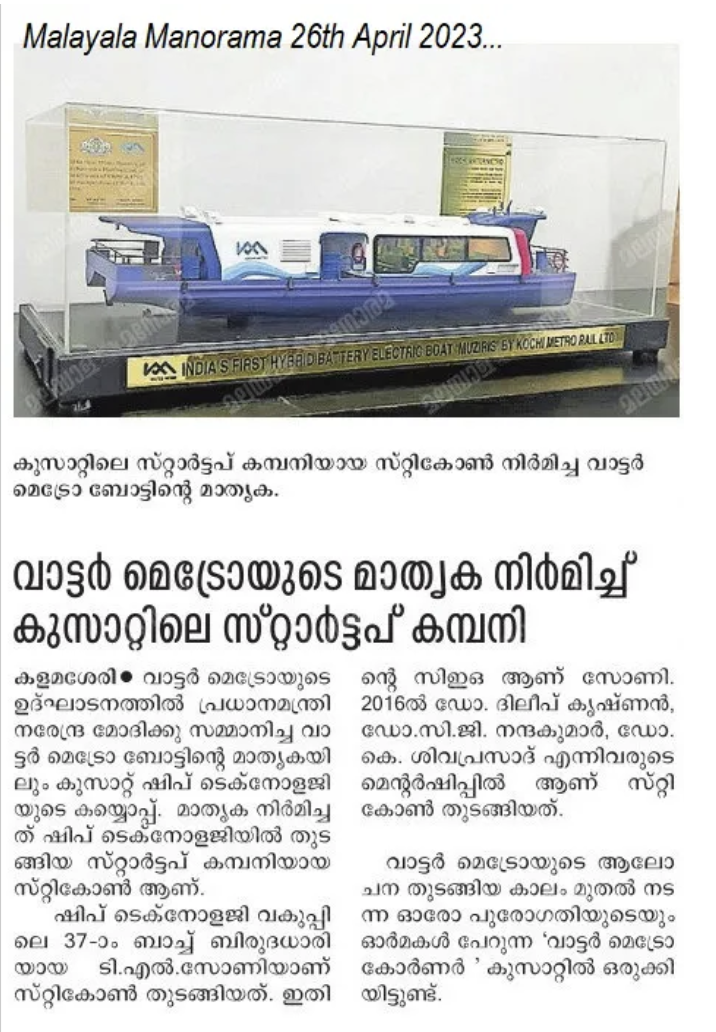 Malayala Manorama 26th April 2023...
INDIA'S FIRST HYBRID BATTERY ELECTRIC BOAT 'MUZIRIS' BY KOCHI METRO RAIL LTD
കുസാറ്റിലെ സ്റ്റാർട്ടപ് കമ്പനിയായ സ്റ്റികോൺ നിർമിച്ച വാട്ടർ
മെട്രോ ബോട്ടിന്റെ മാതൃക.
വാട്ടർ മെട്രോയുടെ മാതൃക നിർമിച്ച്
കുസാറ്റിലെ സ്റ്റാർട്ടപ് കമ്പനി
കളമശേരി● വാട്ടർ മെട്രോയുടെ
ഉദ്ഘാടനത്തിൽ പ്രധാനമന്ത്രി
നരേന്ദ്ര മോദിക്കു സമ്മാനിച്ച വാ
ട്ടർ മെട്രോ ബോട്ടിന്റെ മാതൃകയി
ലും കുസാറ്റ് ഷിപ് ടെക്നോളജി
യുടെ കയ്യൊപ്പ്. മാതൃക നിർമിച്ച
ത് ഷിപ് ടെക്നോളജിയിൽ തുട
ങ്ങിയ സ്റ്റാർട്ടപ് കമ്പനിയായ
സ്റ്റികോൺ ആണ്.
ഷിപ് ടെക്നോളജി വകുപ്പി
ലെ 37-ാം ബാച്ച് ബിരുദധാരി
യായ ടി.എൽ.സോണിയാണ്
സ്റ്റികോൺ തുടങ്ങിയത്. ഇതി
ന്റെ സിഇഒ ആണ് സോണി.
2016ൽ ഡോ. ദിലീപ് കൃഷ്ണൻ,
ഡോ.സി.ജി. നന്ദകുമാർ, ഡോ.
കെ. ശിവപ്രസാദ് എന്നിവരുടെ
മെന്റർഷിപ്പിൽ ആണ് സ്റ്റി
കോൺ തുടങ്ങിയത്.
വാട്ടർ മെട്രോയുടെ ആലോ
ചന തുടങ്ങിയ കാലം മുതൽ നട
ന്ന ഓരോ പുരോഗതിയുടെയും
ഓർമകൾ പേറുന്ന 'വാട്ടർ മെട്രോ
കോർണർ ' കുസാറ്റിൽ ഒരുക്കി
യിട്ടുണ്ട്.